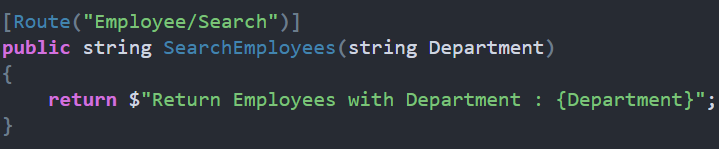 [Route("Employee/Search")]
public string SearchEmployees(string Department)
{
    return $"Return Employees with Department : {Department}";
}